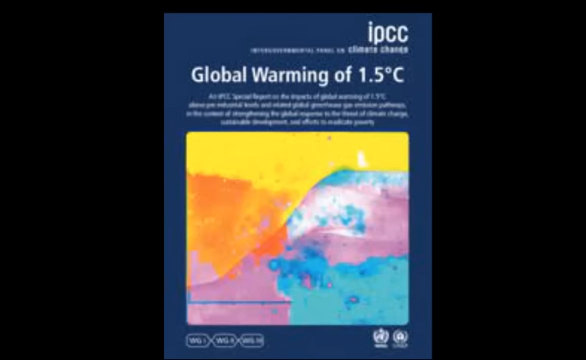 ipcc
INTERGOVERNMENTAL PANEL ON climate change
Global Warming of 1.5°C
An IPCC Special Report on the impacts of global warming of 1.5°C
above pre-industrial levels and related global greenhouse gas emission pathways,
in the context of strengthening the global response to the threat of climate change,
sustainable development, and efforts to eradicate poverty
WG I WG II WG III